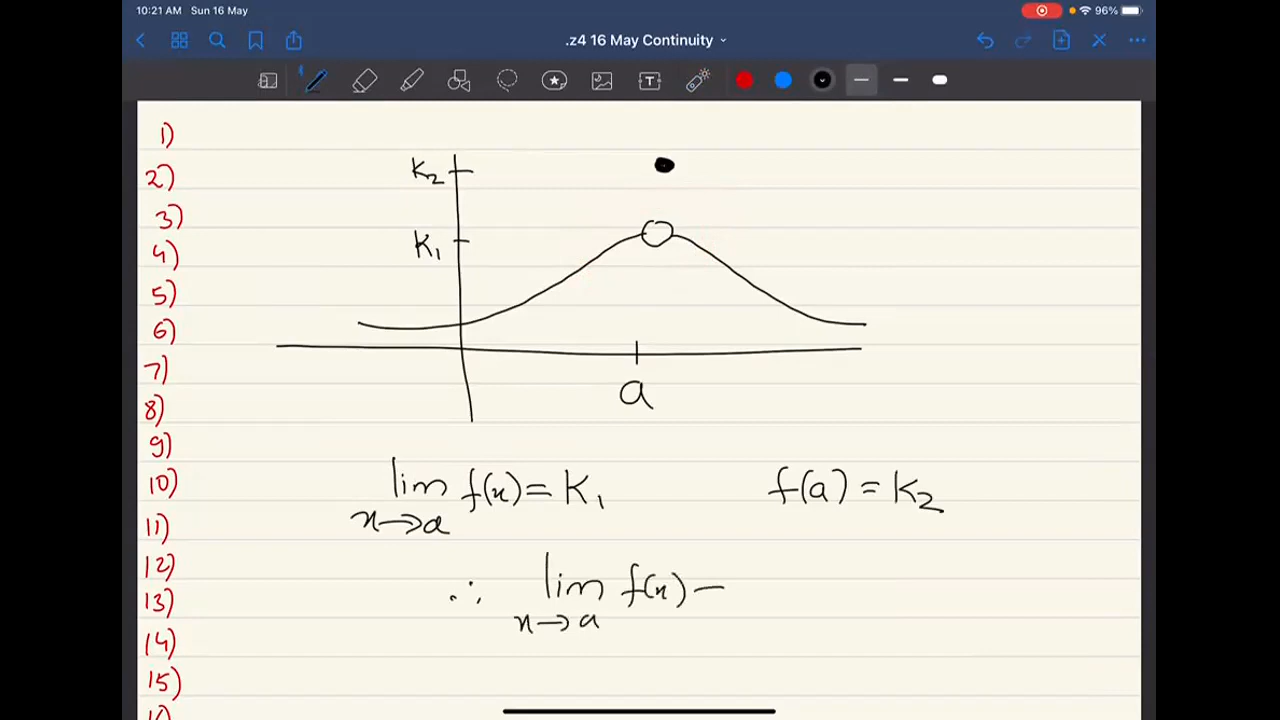 10:21 AM Sun 16 May 96%
.z4 16 May Continuity
1)
2)
3)
4)
5)
6)
7)
8)
9)
10)
11)
12)
13)
14)
15)
K₂
K₁
a
lim f(x) = K₁
x→a
f(a) = K₂
∴ lim f(x) –
x→a